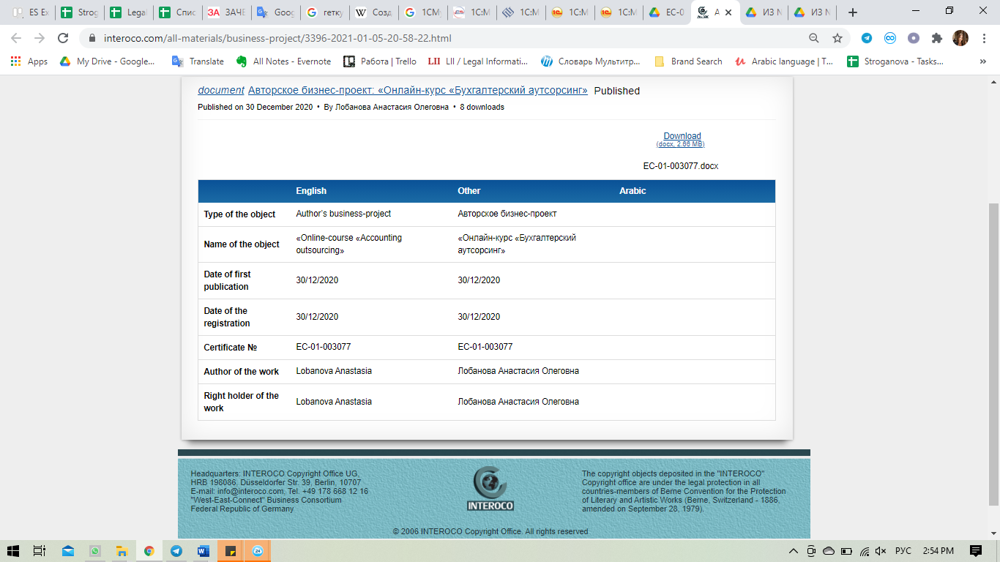 ES Ex
Strog
Legal
Спис
ЗА ЗАЧЕ
Goog
гетку
W Созд
1СМу
1С:М
1С:М
1С:М
1С:М
EC-0
А
ИЗ N
ИЗ N
interoco.com/all-materials/business-project/3396-2021-01-05-20-58-22.html
Apps
My Drive - Google...
Translate
All Notes - Evernote
Работа | Trello
LII LII / Legal Informati...
Словарь Мультитр...
Brand Search
Arabic language | T...
Stroganova - Tasks...
document Авторское бизнес-проект: «Онлайн-курс «Бухгалтерский аутсорсинг» Published
Published on 30 December 2020 • By Лобанова Анастасия Олеговна • 8 downloads
Download
(docx, 2.66 MB)
EC-01-003077.docx
English Other Arabic
Type of the object Author's business-project Авторское бизнес-проект
Name of the object «Online-course «Accounting outsourcing» «Онлайн-курс «Бухгалтерский аутсорсинг»
Date of first publication 30/12/2020 30/12/2020
Date of the registration 30/12/2020 30/12/2020
Certificate № EC-01-003077 EC-01-003077
Author of the work Lobanova Anastasia Лобанова Анастасия Олеговна
Right holder of the work Lobanova Anastasia Лобанова Анастасия Олеговна
Headquarters: INTEROCO Copyright Office UG,
HRB 198086, Düsseldorfer Str. 39, Berlin, 10707
E-mail: info@interoco.com, Tel. +49 178 668 12 16
"West-East-Connect" Business Consortium
Federal Republic of Germany
INTEROCO
The copyright objects deposited in the "INTEROCO"
Copyright office are under the legal protection in all
countries-members of Berne Convention for the Protection
of Literary and Artistic Works (Berne, Switzerland - 1886,
amended on September 28, 1979).
© 2006 INTEROCO Copyright Office. All rights reserved
24
РУС
2:54 PM